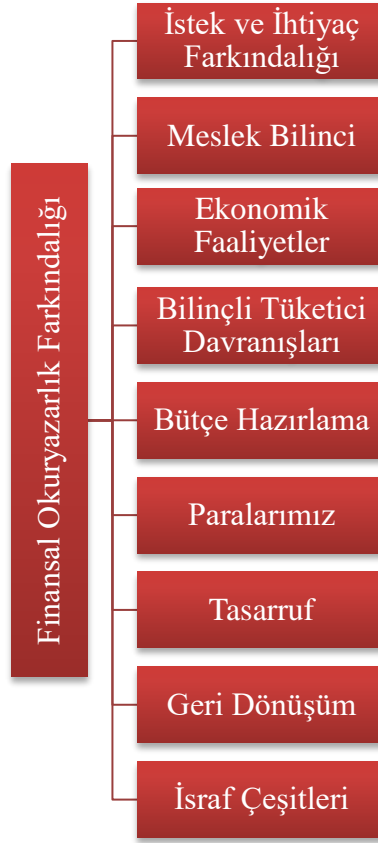 Finansal Okuryazarlık Farkındalığı
İstek ve İhtiyaç
Farkındalığı
Meslek Bilinci
Ekonomik
Faaliyetler
Bilinçli Tüketici
Davranışları
Bütçe Hazırlama
Paralarımız
Tasarruf
Geri Dönüşüm
İsraf Çeşitleri